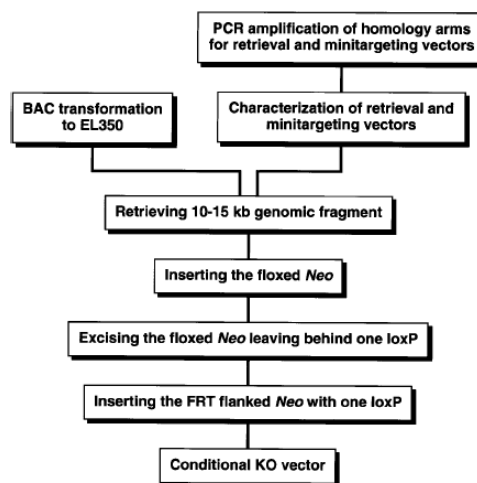 PCR amplification of homology arms
for retrieval and minitargeting vectors
BAC transformation
to EL350
Characterization of retrieval and
minitargeting vectors
Retrieving 10-15 kb genomic fragment
Inserting the floxed Neo
Excising the floxed Neo leaving behind one loxP
Inserting the FRT flanked Neo with one loxP
Conditional KO vector